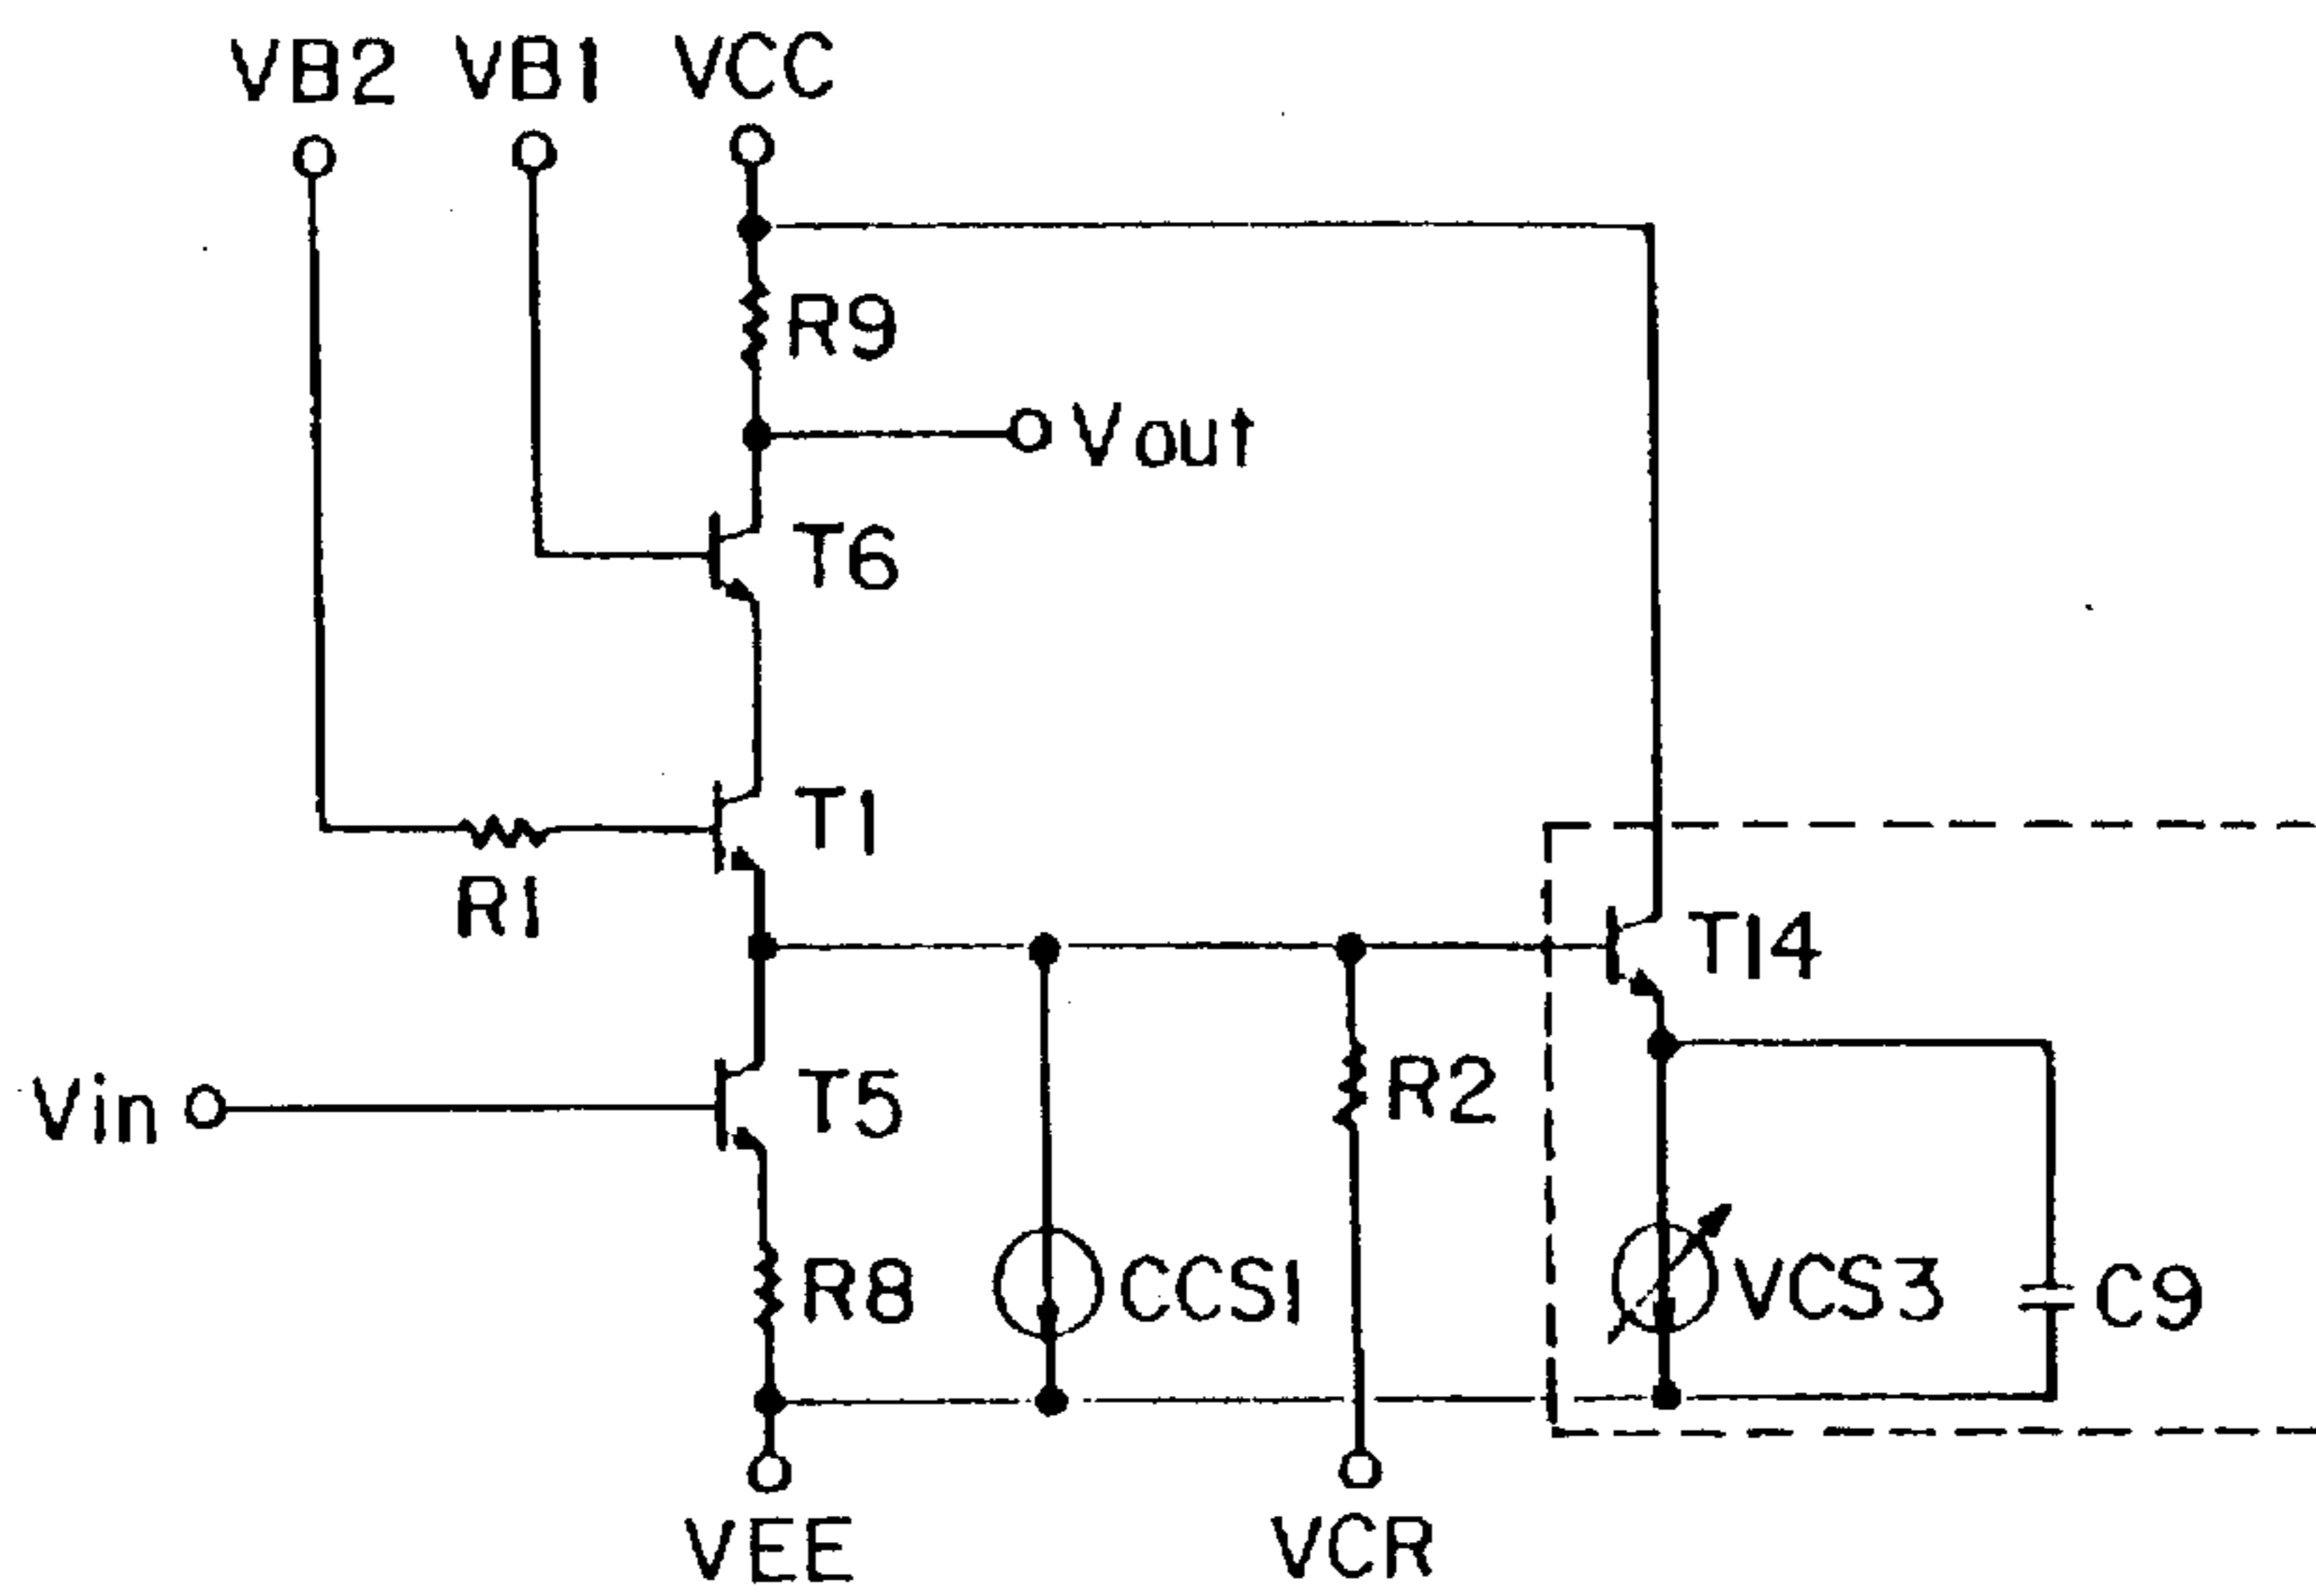 VB2 VB1 VCC
R9
Vout
T6
T1
R1
T14
Vin
T5
R2
R8
CCS1
VCS3
C9
VEE
VCR